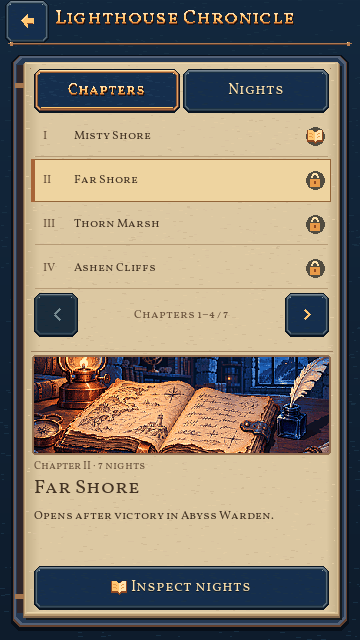 Lighthouse Chronicle
Chapters
Nights
I Misty Shore
II Far Shore
III Thorn Marsh
IV Ashen Cliffs
Chapters 1–4 / 7
Chapter II · 7 nights
Far Shore
Opens after victory in Abyss Warden.
Inspect nights